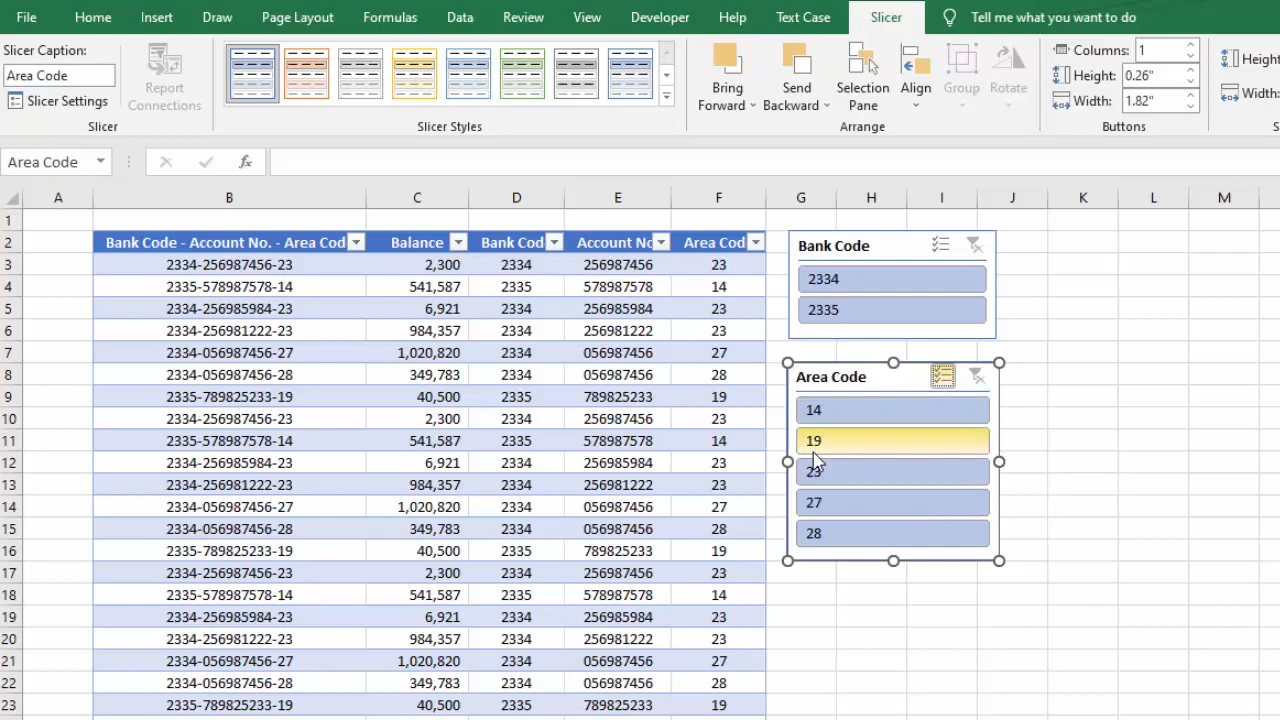 File Home Insert Draw Page Layout Formulas Data Review View Developer Help Text Case Slicer Tell me what you want to do
Slicer Caption:
Area Code
Slicer Settings
Report Connections
Slicer
Slicer Styles
Bring Forward
Send Backward
Selection Pane
Align
Group
Rotate
Arrange
Columns: 1
Height: 0.26"
Width: 1.82"
Buttons
Height:
Width:
Area Code fx
A B C D E F G H I J K L M
1
2 Bank Code - Account No. - Area Cod Balance Bank Cod Account No Area Cod
3 2334-256987456-23 2,300 2334 256987456 23
4 2335-578987578-14 541,587 2335 578987578 14
5 2334-256985984-23 6,921 2334 256985984 23
6 2334-256981222-23 984,357 2334 256981222 23
7 2334-056987456-27 1,020,820 2334 056987456 27
8 2334-056987456-28 349,783 2334 056987456 28
9 2335-789825233-19 40,500 2335 789825233 19
10 2334-256987456-23 2,300 2334 256987456 23
11 2335-578987578-14 541,587 2335 578987578 14
12 2334-256985984-23 6,921 2334 256985984 23
13 2334-256981222-23 984,357 2334 256981222 23
14 2334-056987456-27 1,020,820 2334 056987456 27
15 2334-056987456-28 349,783 2334 056987456 28
16 2335-789825233-19 40,500 2335 789825233 19
17 2334-256987456-23 2,300 2334 256987456 23
18 2335-578987578-14 541,587 2335 578987578 14
19 2334-256985984-23 6,921 2334 256985984 23
20 2334-256981222-23 984,357 2334 256981222 23
21 2334-056987456-27 1,020,820 2334 056987456 27
22 2334-056987456-28 349,783 2334 056987456 28
23 2335-789825233-19 40,500 2335 789825233 19
Bank Code
2334
2335
Area Code
14
19
23
27
28